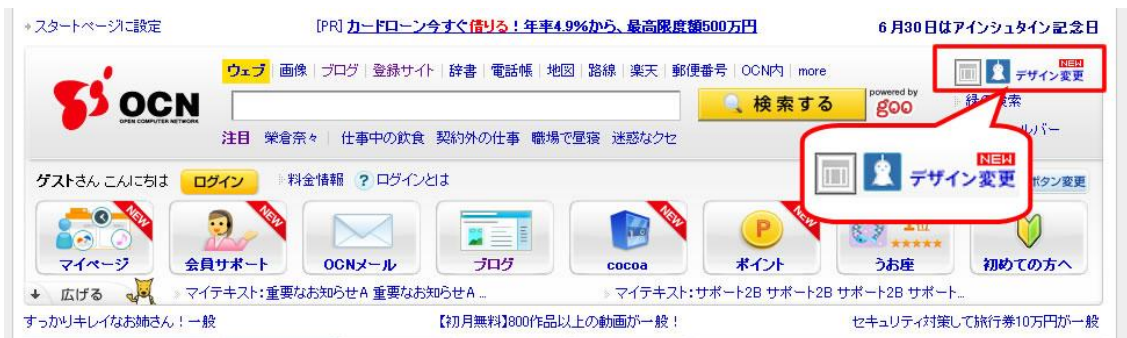 スタートページに設定
[PR] カードローン今すぐ借りる！年率4.9%から、最高限度額500万円
6月30日はアインシュタイン記念日
ウェブ 画像 ブログ 登録サイト 辞書 電話帳 地図 路線 楽天 郵便番号 OCN内 more
NEW
デザイン変更
OCN
OPEN COMPUTER NETWORK
検索する
powered by
goo
注目 榮倉奈々 仕事中の飲食 契約外の仕事 職場で昼寝 迷惑なクセ
NEW
デザイン変更
ゲストさん こんにちは ログイン 料金情報 ? ログインとは
ボタン変更
NEW NEW NEW NEW
マイページ 会員サポート OCNメール ブログ cocoa ポイント うお座 初めての方へ
広げる マイテキスト：重要なお知らせA 重要なお知らせA ... マイテキスト：サポート2B サポート2B サポート2B サポート...
すっかりキレイなお姉さん！一般 【初月無料】800作品以上の動画が一般！ セキュリティ対策して旅行券10万円が一般